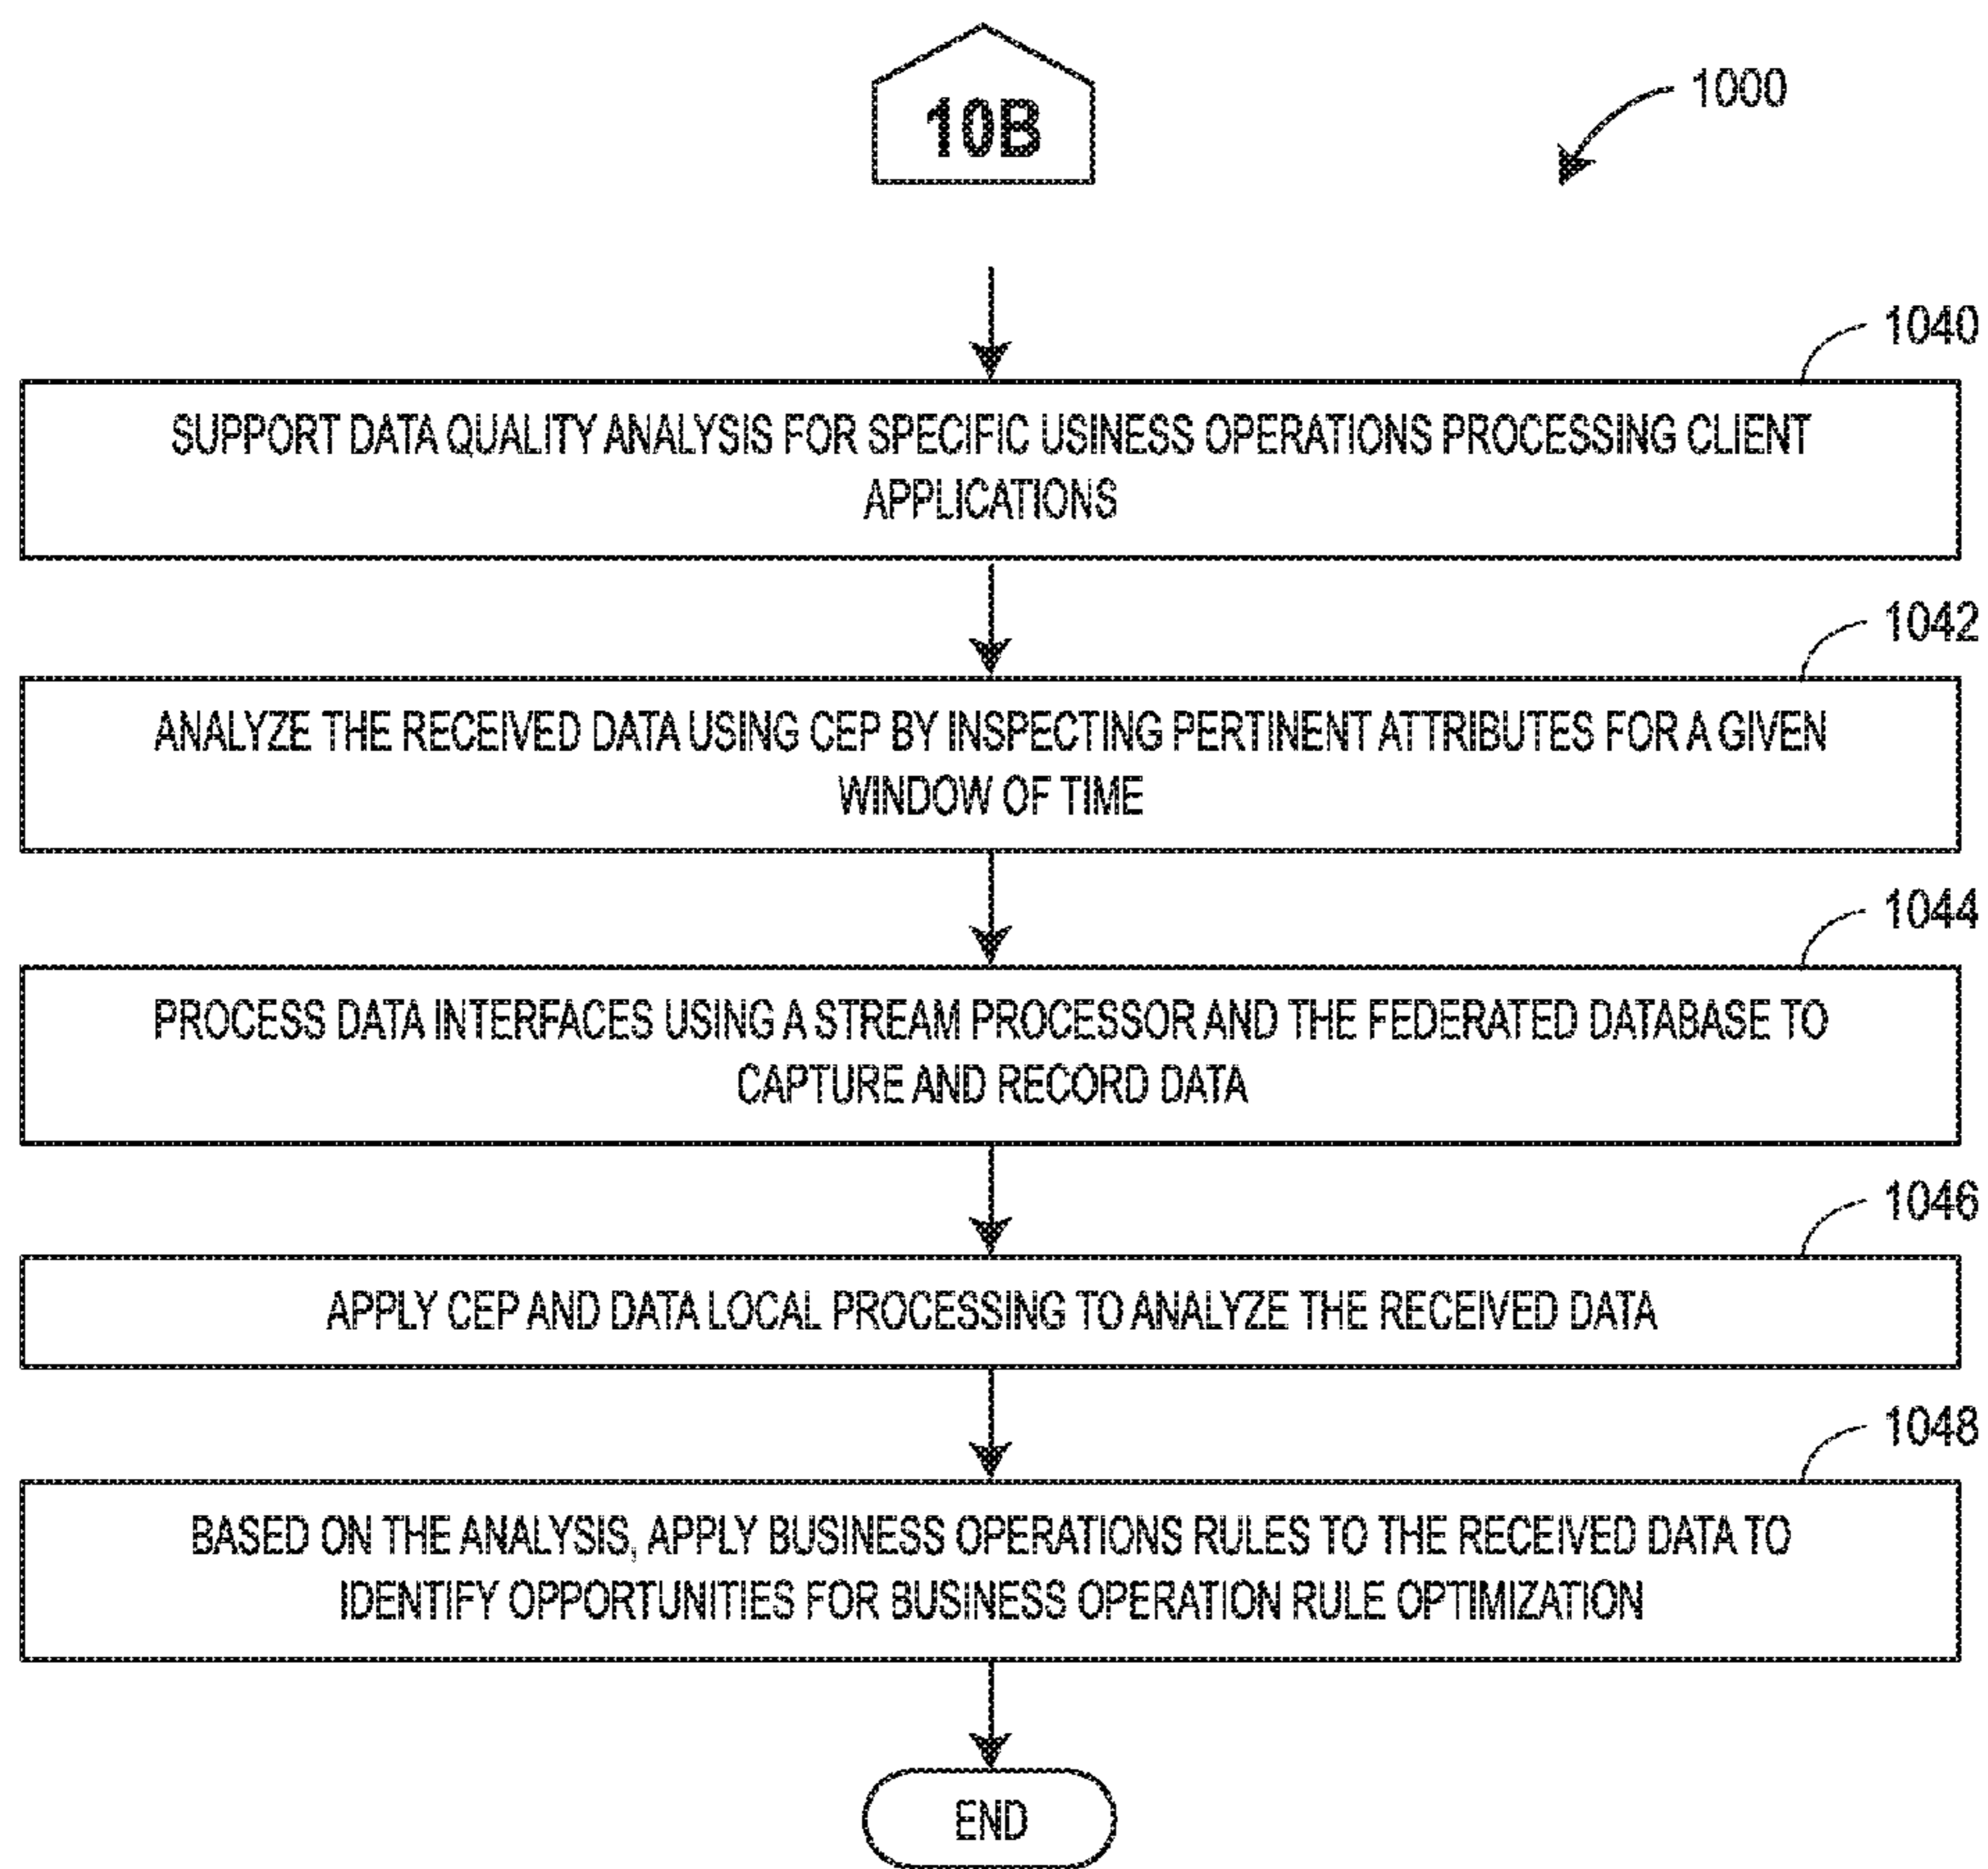 10B
1000
1040
SUPPORT DATA QUALITY ANALYSIS FOR SPECIFIC USINESS OPERATIONS PROCESSING CLIENT
APPLICATIONS
1042
ANALYZE THE RECEIVED DATA USING CEP BY INSPECTING PERTINENT ATTRIBUTES FOR A GIVEN
WINDOW OF TIME
1044
PROCESS DATA INTERFACES USING A STREAM PROCESSOR AND THE FEDERATED DATABASE TO
CAPTURE AND RECORD DATA
1046
APPLY CEP AND DATA LOCAL PROCESSING TO ANALYZE THE RECEIVED DATA
1048
BASED ON THE ANALYSIS, APPLY BUSINESS OPERATIONS RULES TO THE RECEIVED DATA TO
IDENTIFY OPPORTUNITIES FOR BUSINESS OPERATION RULE OPTIMIZATION
END